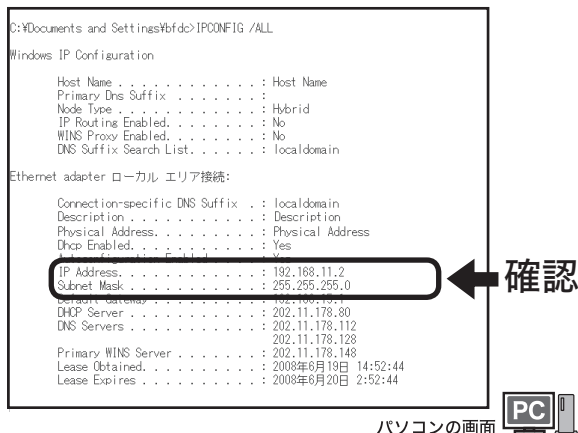 C:¥Documents and Settings¥bfdc>IPCONFIG /ALL
Windows IP Configuration
Host Name . . . . . . . . . . . . : Host Name
Primary Dns Suffix . . . . . . . :
Node Type . . . . . . . . . . . . : Hybrid
IP Routing Enabled. . . . . . . . : No
WINS Proxy Enabled. . . . . . . . : No
DNS Suffix Search List. . . . . . : localdomain
Ethernet adapter ローカル エリア接続:
Connection-specific DNS Suffix . : localdomain
Description . . . . . . . . . . . : Description
Physical Address. . . . . . . . . : Physical Address
Dhcp Enabled. . . . . . . . . . . : Yes
Autoconfiguration Enabled . . . . : Yes
IP Address. . . . . . . . . . . . : 192.168.11.2
Subnet Mask . . . . . . . . . . . : 255.255.255.0
Default Gateway . . . . . . . . . :
DHCP Server . . . . . . . . . . . : 202.11.178.80
DNS Servers . . . . . . . . . . . : 202.11.178.112
202.11.178.128
Primary WINS Server . . . . . . . : 202.11.178.148
Lease Obtained. . . . . . . . . . : 2008年6月19日 14:52:44
Lease Expires . . . . . . . . . . : 2008年6月20日 2:52:44
確認
パソコンの画面
PC